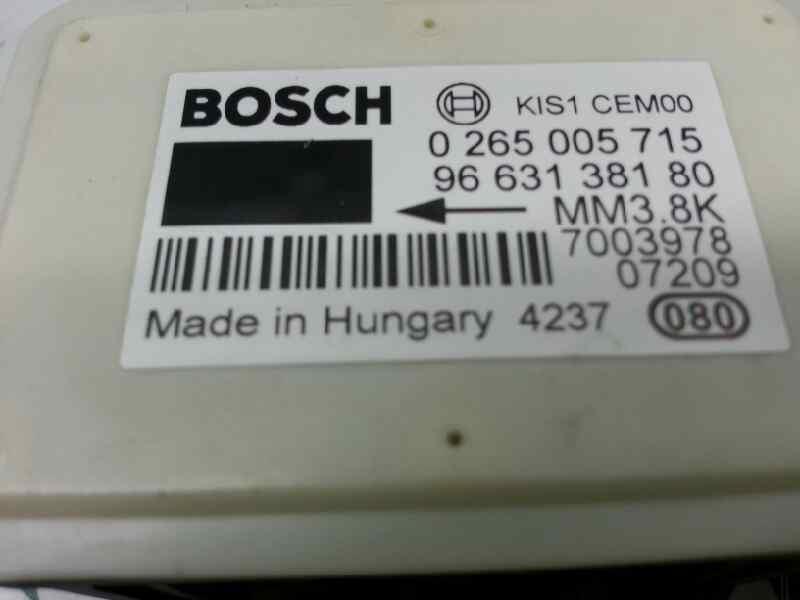 BOSCH KIS1 CEM00
0 265 005 715
96 631 381 80
MM3.8K
7003978
07209
Made in Hungary 4237 080